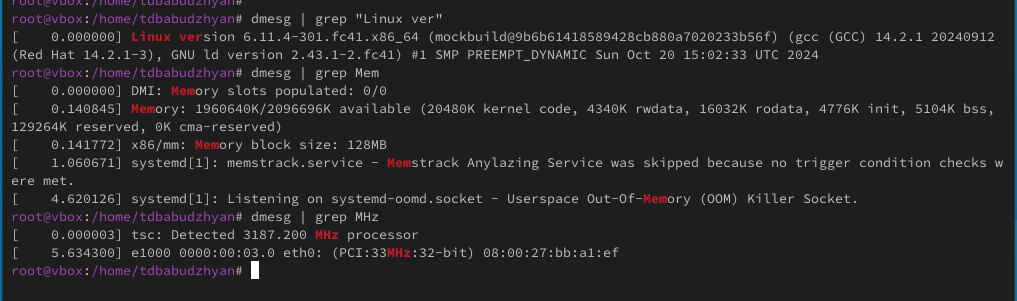 root@vbox:/home/tdbabudzhyan#
root@vbox:/home/tdbabudzhyan# dmesg | grep "Linux ver"
[    0.000000] Linux version 6.11.4-301.fc41.x86_64 (mockbuild@9b6b61418589428cb880a7020233b56f) (gcc (GCC) 14.2.1 20240912
(Red Hat 14.2.1-3), GNU ld version 2.43.1-2.fc41) #1 SMP PREEMPT_DYNAMIC Sun Oct 20 15:02:33 UTC 2024
root@vbox:/home/tdbabudzhyan# dmesg | grep Mem
[    0.000000] DMI: Memory slots populated: 0/0
[    0.140845] Memory: 1960640K/2096696K available (20480K kernel code, 4340K rwdata, 16032K rodata, 4776K init, 5104K bss,
129264K reserved, 0K cma-reserved)
[    0.141772] x86/mm: Memory block size: 128MB
[    1.060671] systemd[1]: memstrack.service - Memstrack Anylazing Service was skipped because no trigger condition checks w
ere met.
[    4.620126] systemd[1]: Listening on systemd-oomd.socket - Userspace Out-Of-Memory (OOM) Killer Socket.
root@vbox:/home/tdbabudzhyan# dmesg | grep MHz
[    0.000003] tsc: Detected 3187.200 MHz processor
[    5.634300] e1000 0000:00:03.0 eth0: (PCI:33MHz:32-bit) 08:00:27:bb:a1:ef
root@vbox:/home/tdbabudzhyan#